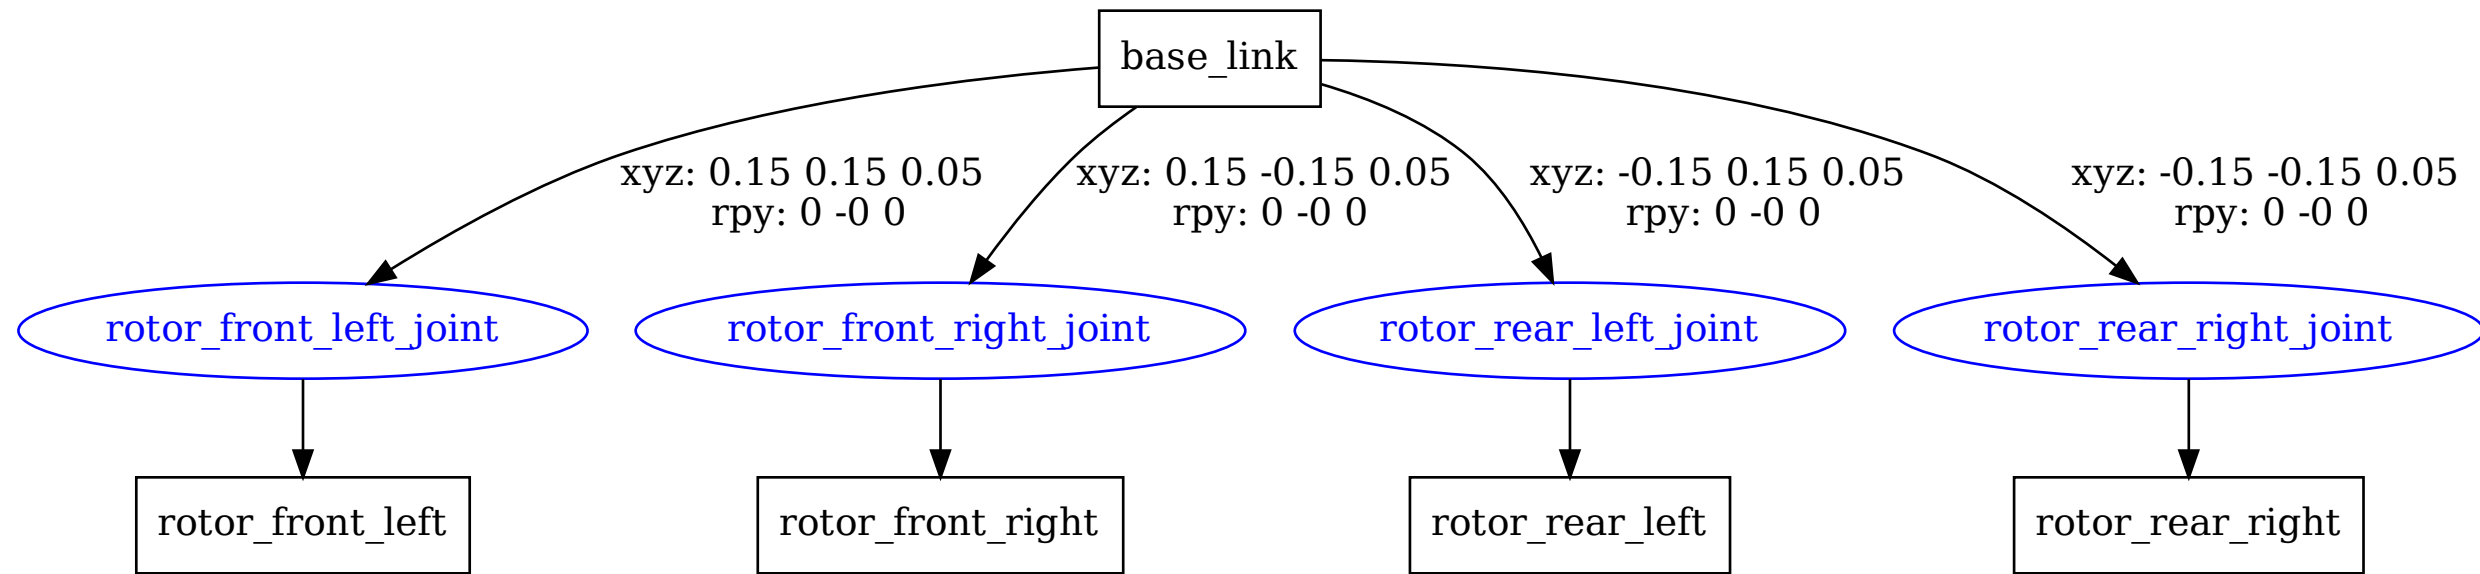 base_link
xyz: 0.15 0.15 0.05
rpy: 0 -0 0
xyz: 0.15 -0.15 0.05
rpy: 0 -0 0
xyz: -0.15 0.15 0.05
rpy: 0 -0 0
xyz: -0.15 -0.15 0.05
rpy: 0 -0 0
rotor_front_left_joint
rotor_front_right_joint
rotor_rear_left_joint
rotor_rear_right_joint
rotor_front_left
rotor_front_right
rotor_rear_left
rotor_rear_right